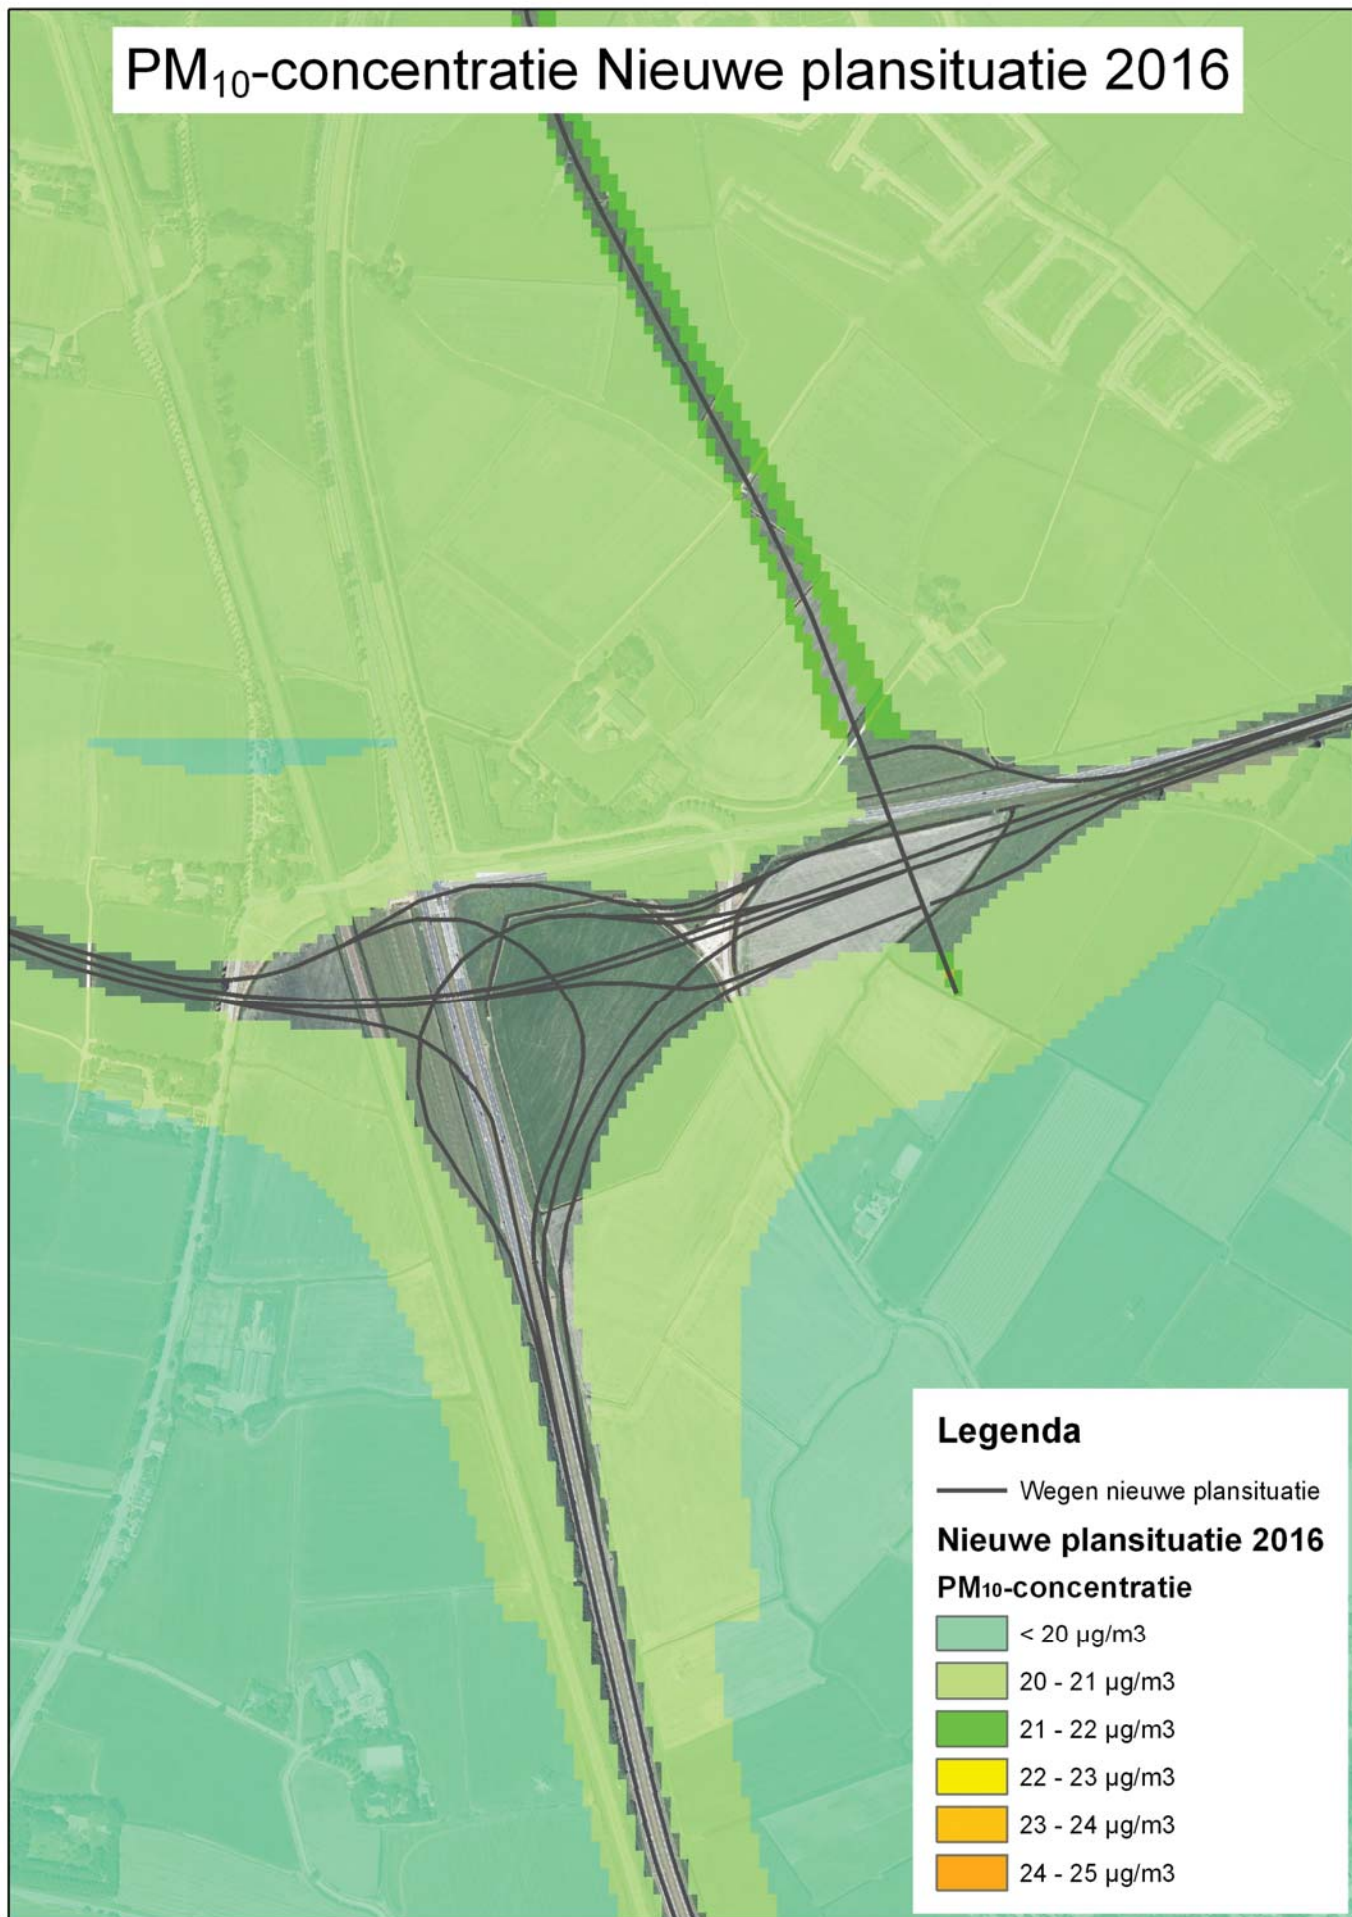 PM₁₀-concentratie Nieuwe plansituatie 2016
Legenda
Wegen nieuwe plansituatie
Nieuwe plansituatie 2016
PM₁₀-concentratie
< 20 µg/m3
20 - 21 µg/m3
21 - 22 µg/m3
22 - 23 µg/m3
23 - 24 µg/m3
24 - 25 µg/m3